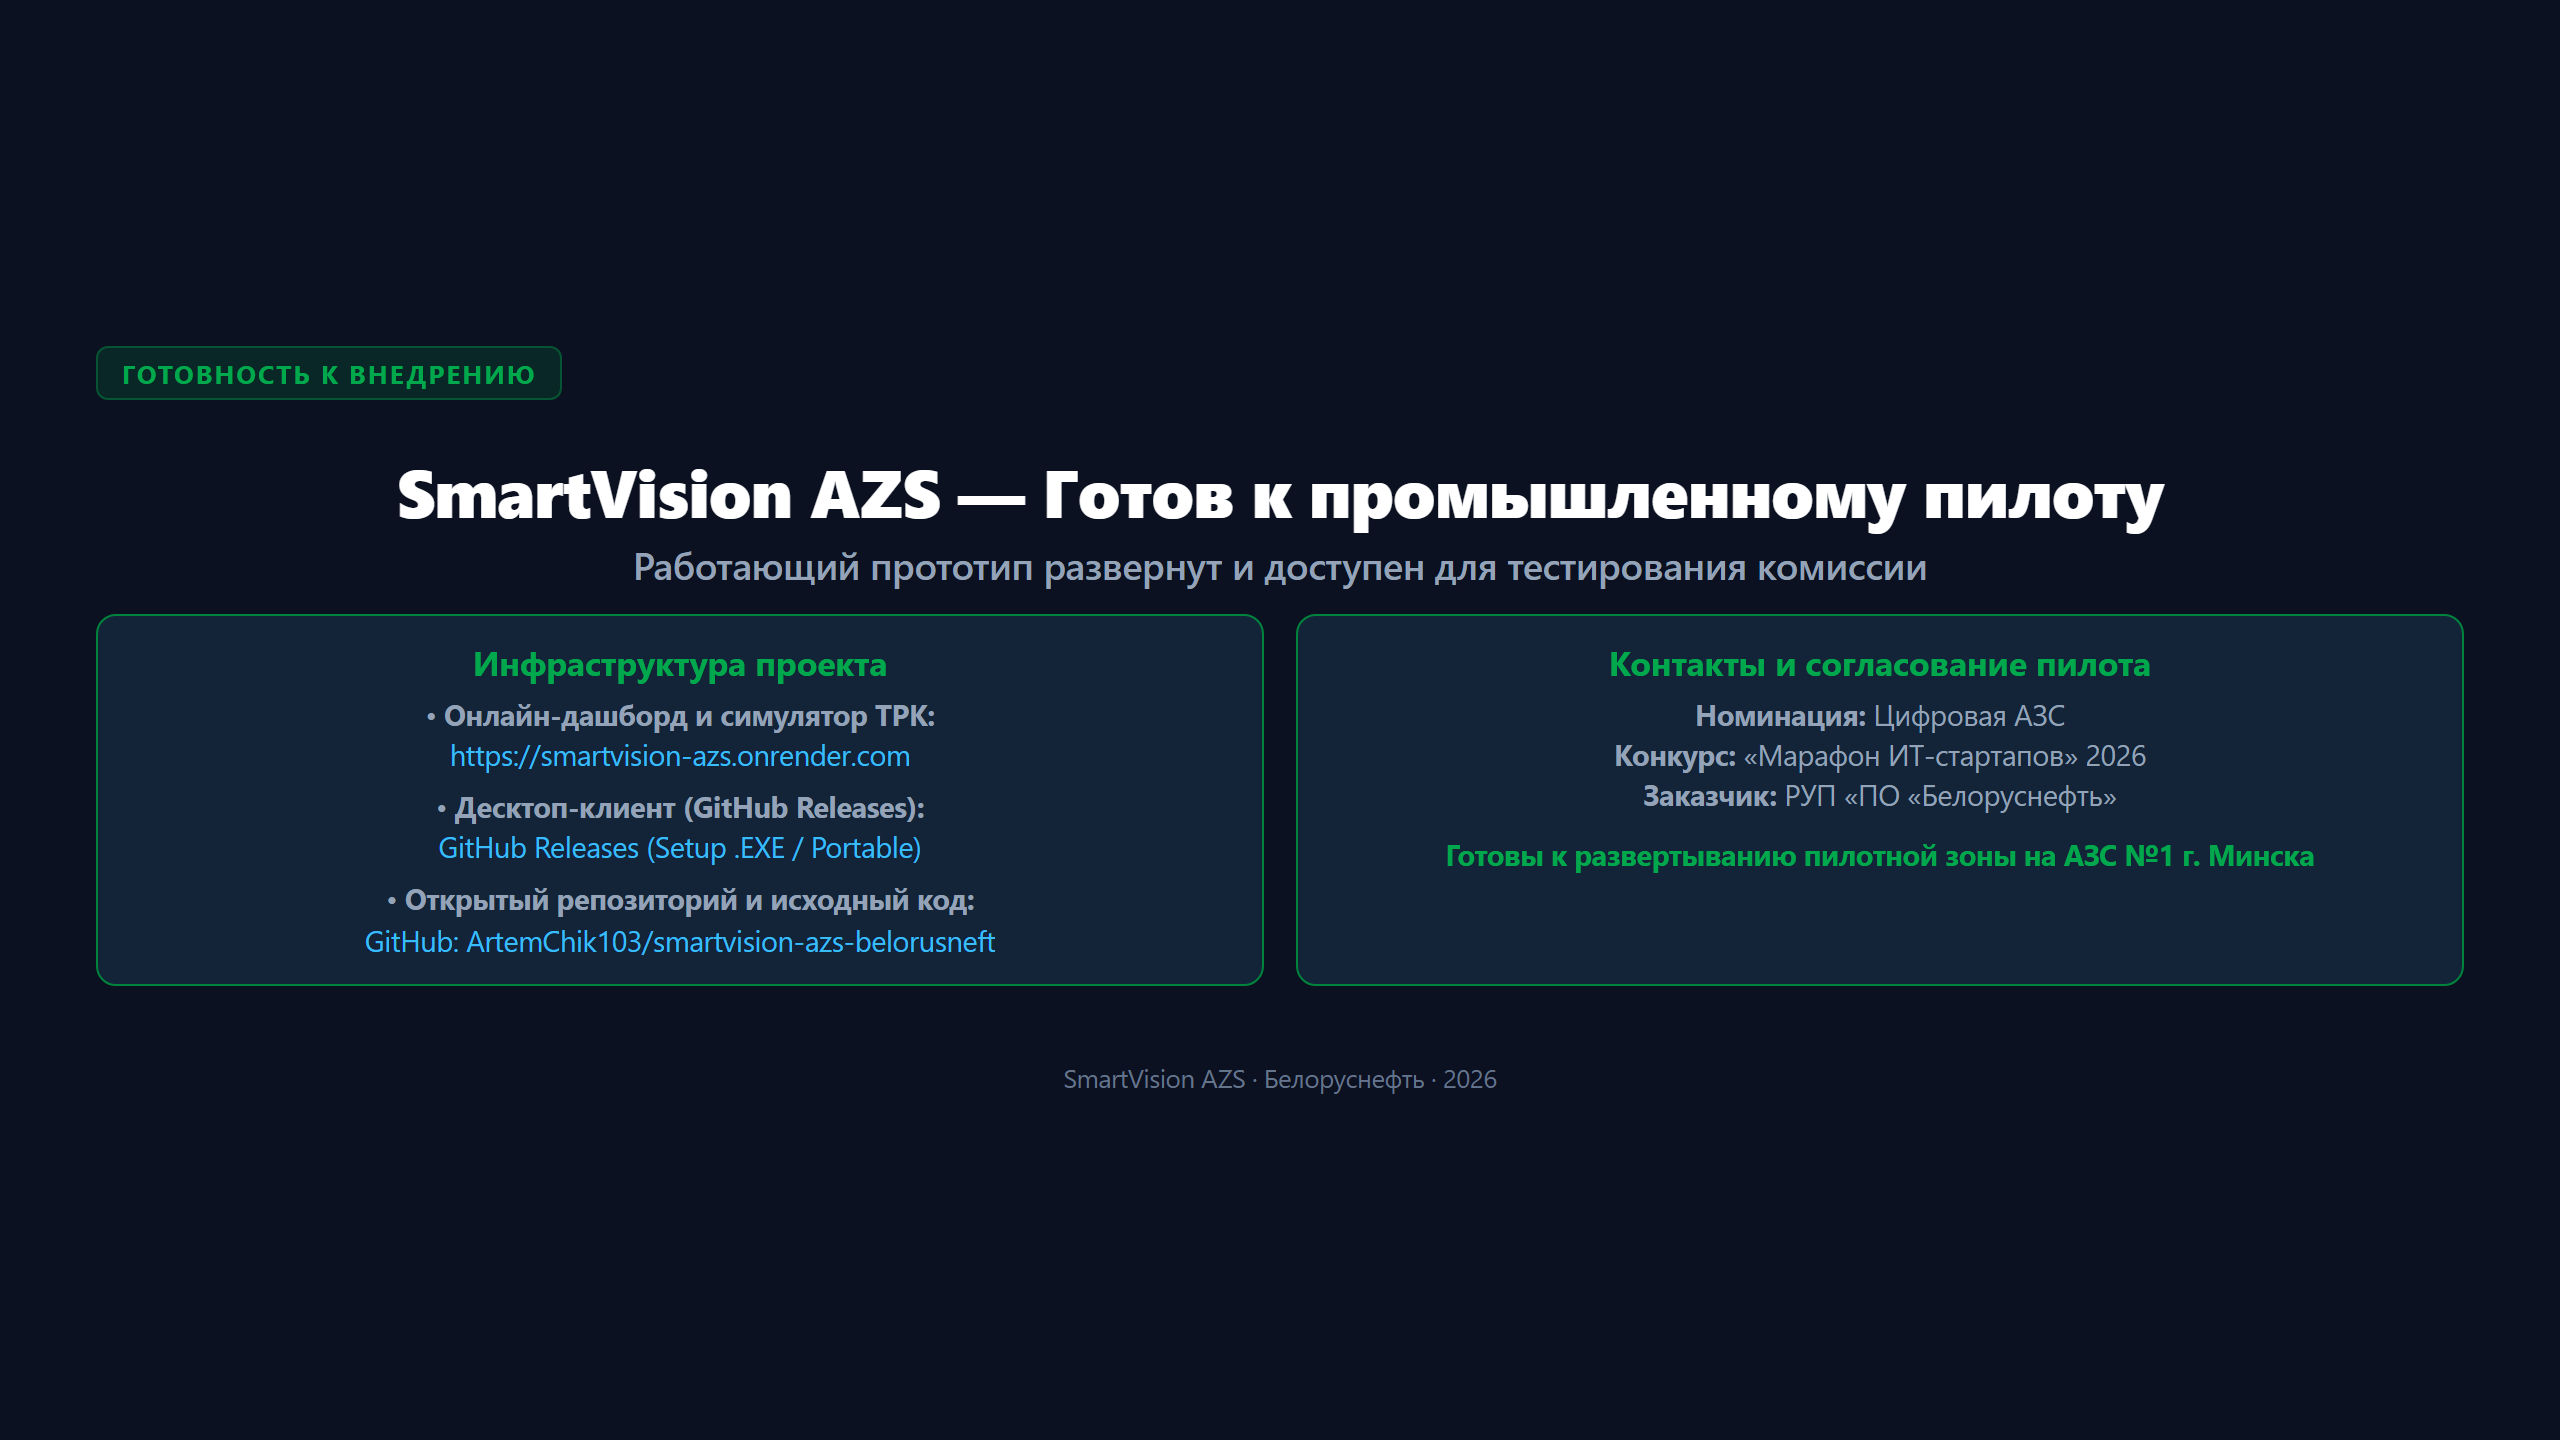 ГОТОВНОСТЬ К ВНЕДРЕНИЮ
SmartVision AZS — Готов к промышленному пилоту
Работающий прототип развернут и доступен для тестирования комиссии
Инфраструктура проекта
• Онлайн-дашборд и симулятор ТРК:
https://smartvision-azs.onrender.com
• Десктоп-клиент (GitHub Releases):
GitHub Releases (Setup .EXE / Portable)
• Открытый репозиторий и исходный код:
GitHub: ArtemChik103/smartvision-azs-belorusneft
Контакты и согласование пилота
Номинация: Цифровая АЗС
Конкурс: «Марафон ИТ-стартапов» 2026
Заказчик: РУП «ПО «Белоруснефть»
Готовы к развертыванию пилотной зоны на АЗС №1 г. Минска
SmartVision AZS · Белоруснефть · 2026